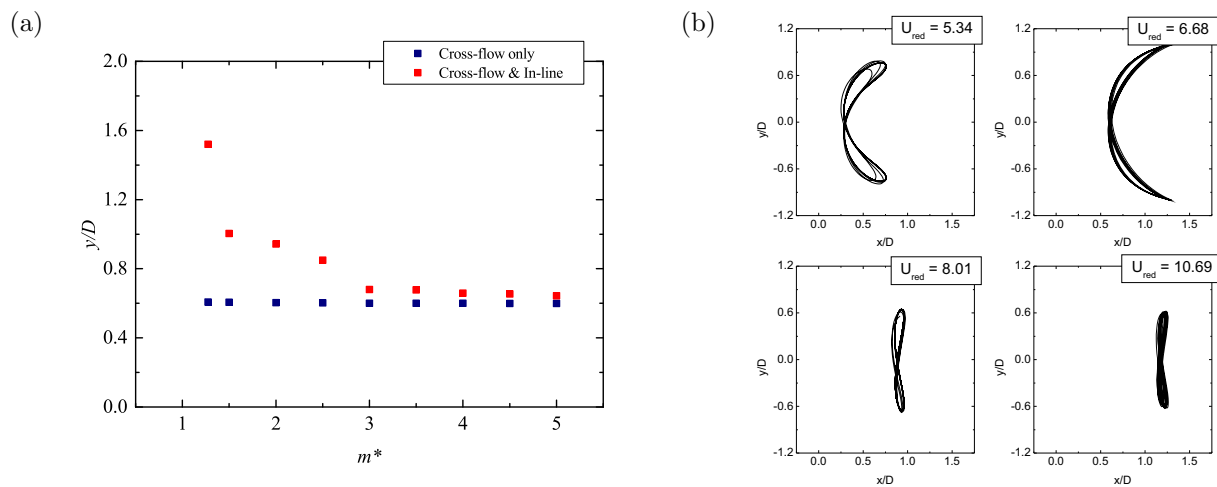 (a)
Cross-flow only
Cross-flow & In-line
2.0
1.6
1.2
0.8
0.4
0.0
y/D
1 2 3 4 5
m*
(b)
U_red = 5.34
1.2
0.6
0.0
-0.6
-1.2
y/D
0.0 0.5 1.0 1.5
x/D
U_red = 6.68
1.2
0.6
0.0
-0.6
-1.2
y/D
0.0 0.5 1.0 1.5
x/D
U_red = 8.01
1.2
0.6
0.0
-0.6
-1.2
y/D
0.0 0.5 1.0 1.5
x/D
U_red = 10.69
1.2
0.6
0.0
-0.6
-1.2
y/D
0.0 0.5 1.0 1.5
x/D